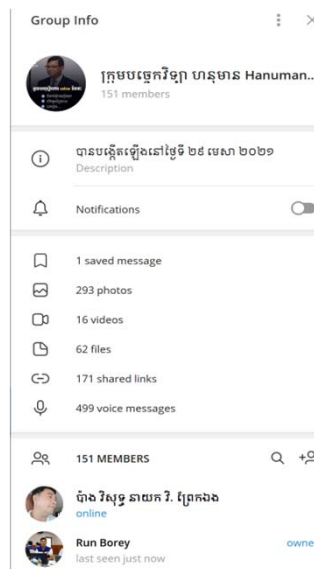 Group Info
ក្រុមបច្ចេកវិទ្យា ហនុមាន Hanuman...
151 members
បានបង្កើតឡើងនៅថ្ងៃទី ២៩ មេសា ២០២១
Description
Notifications
1 saved message
293 photos
16 videos
62 files
171 shared links
499 voice messages
151 MEMBERS
ប៉ាង វិសុទ្ធ នាយក វិ. ព្រែកឯង
online
Run Borey
owne
last seen just now